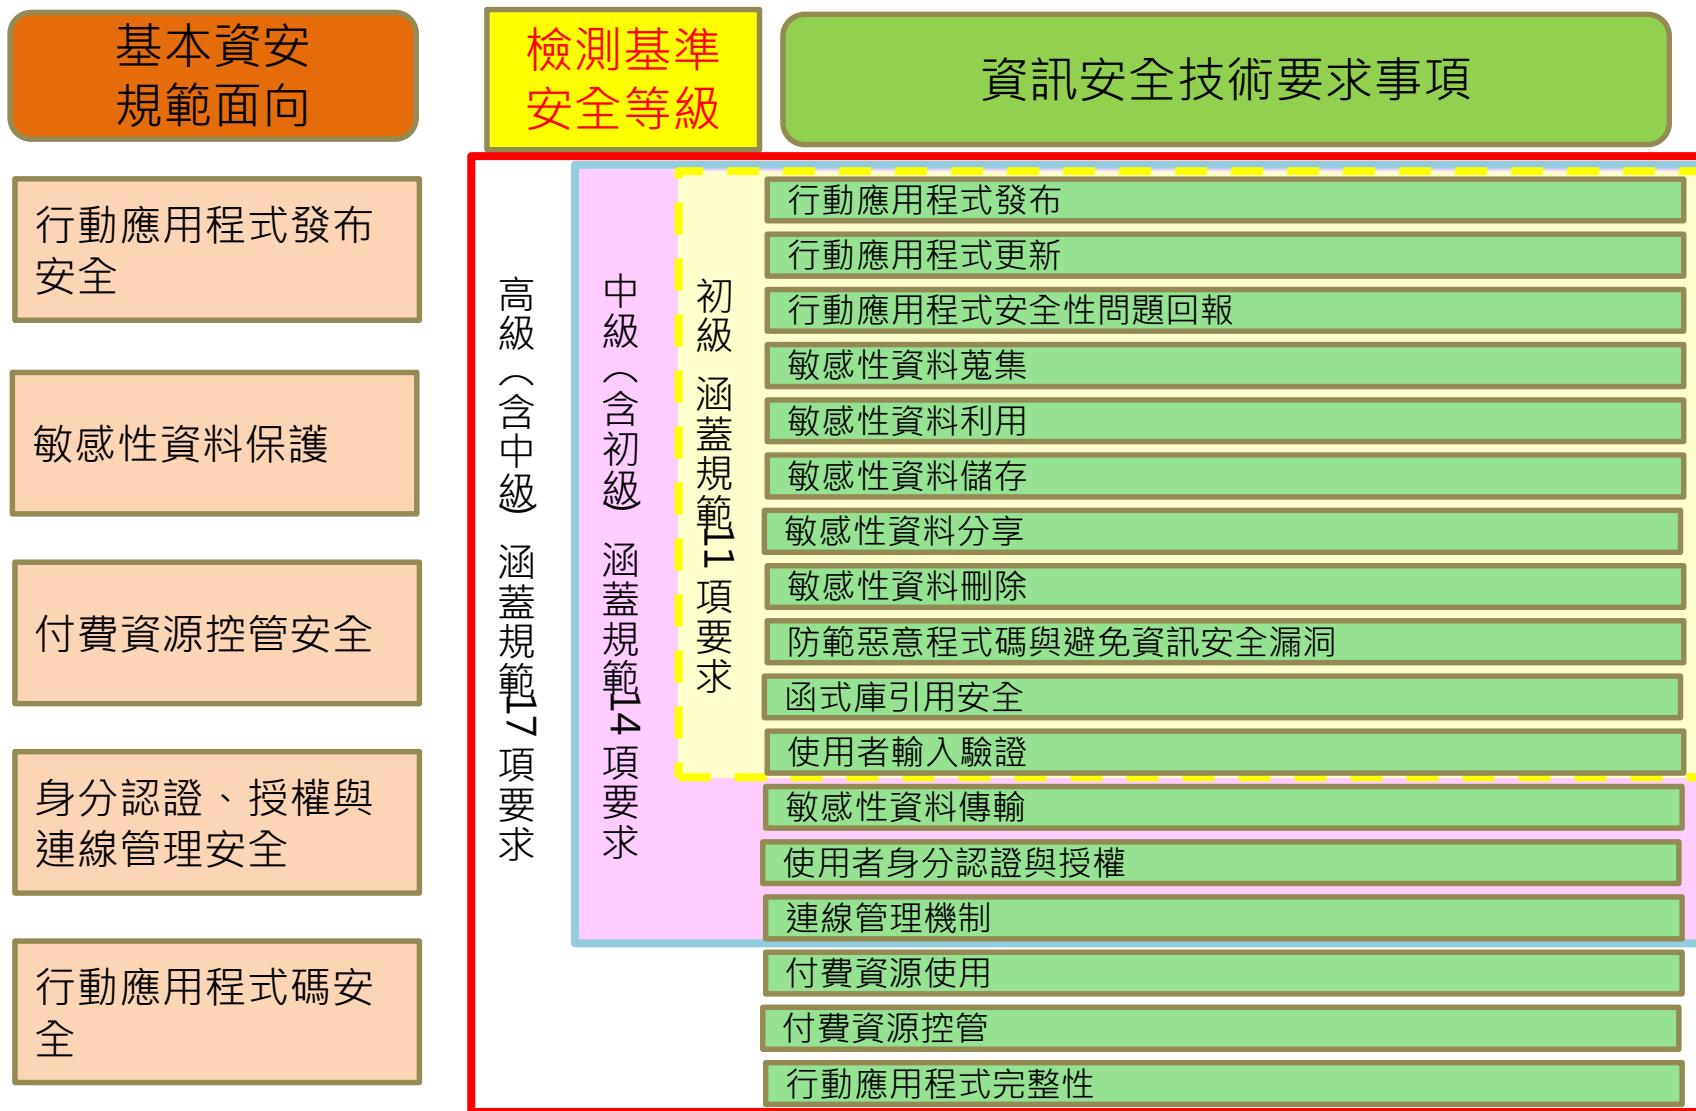 基本資安
規範面向
檢測基準
安全等級
資訊安全技術要求事項
行動應用程式發布
安全
敏感性資料保護
付費資源控管安全
身分認證、授權與
連線管理安全
行動應用程式碼安
全
高級（含中級）涵蓋規範17項要求
中級（含初級）涵蓋規範14項要求
初級 涵蓋規範11項要求
行動應用程式發布
行動應用程式更新
行動應用程式安全性問題回報
敏感性資料蒐集
敏感性資料利用
敏感性資料儲存
敏感性資料分享
敏感性資料刪除
防範惡意程式碼與避免資訊安全漏洞
函式庫引用安全
使用者輸入驗證
敏感性資料傳輸
使用者身分認證與授權
連線管理機制
付費資源使用
付費資源控管
行動應用程式完整性